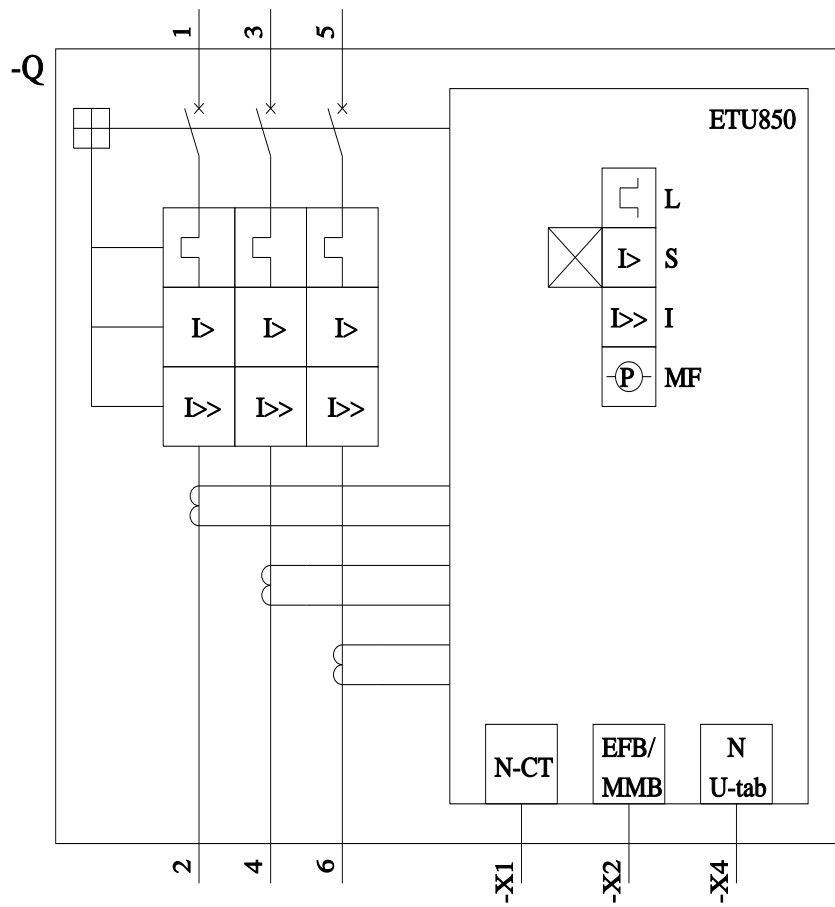 1 3 5
-Q
ETU850
L
I> S
I>> I
P MF
I> I> I>
I>> I>> I>>
N-CT
EFB/
MMB
N
U-tab
2 4 6 -X1 -X2 -X4